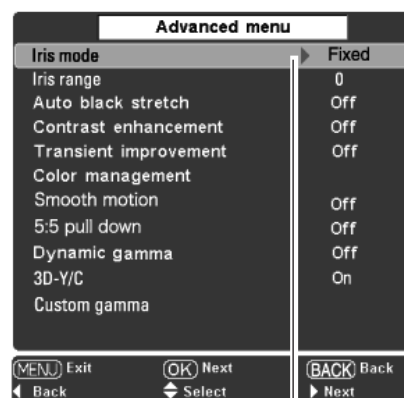 Advanced menu
Iris mode Fixed
Iris range 0
Auto black stretch Off
Contrast enhancement Off
Transient improvement Off
Color management
Smooth motion Off
5:5 pull down Off
Dynamic gamma Off
3D-Y/C On
Custom gamma
MENU Exit OK Next BACK Back
Back Select Next